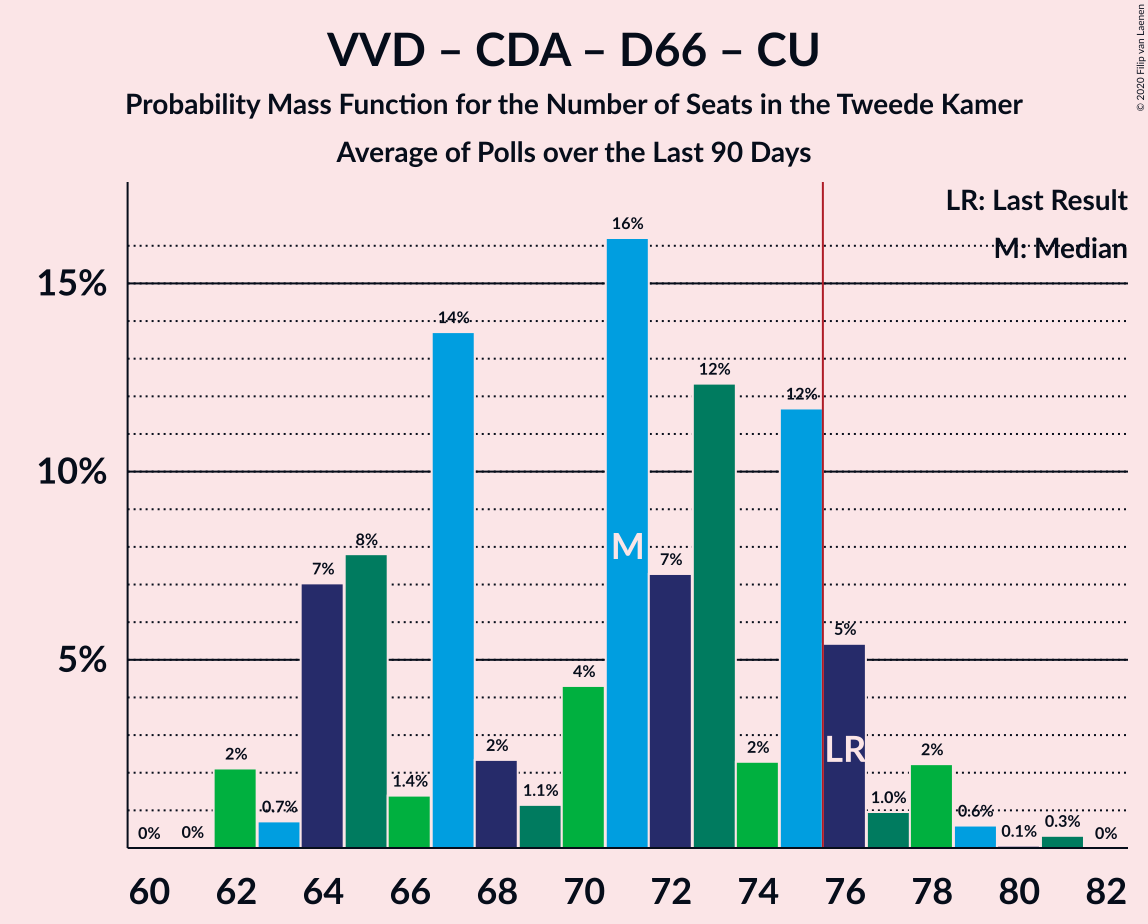 VVD – CDA – D66 – CU
Probability Mass Function for the Number of Seats in the Tweede Kamer
Average of Polls over the Last 90 Days
© 2020 Filip van Laenen
LR: Last Result
M: Median
15%
10%
5%
0%
0%
2%
0.7%
7%
8%
1.4%
14%
2%
1.1%
4%
16%
7%
12%
2%
12%
5%
1.0%
2%
0.6%
0.1%
0.3%
0%
M
LR
60 62 64 66 68 70 72 74 76 78 80 82